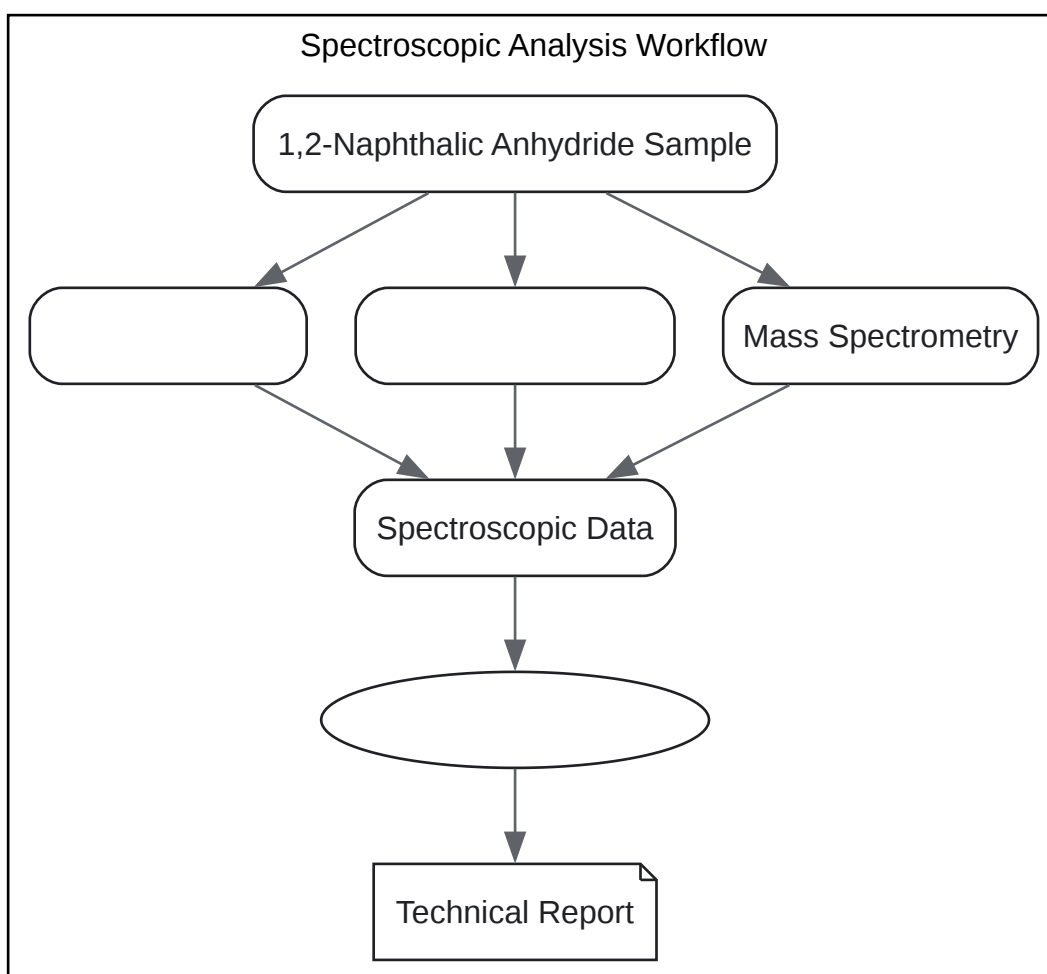 Spectroscopic Analysis Workflow
1,2-Naphthalic Anhydride Sample
Mass Spectrometry
Spectroscopic Data
Technical Report